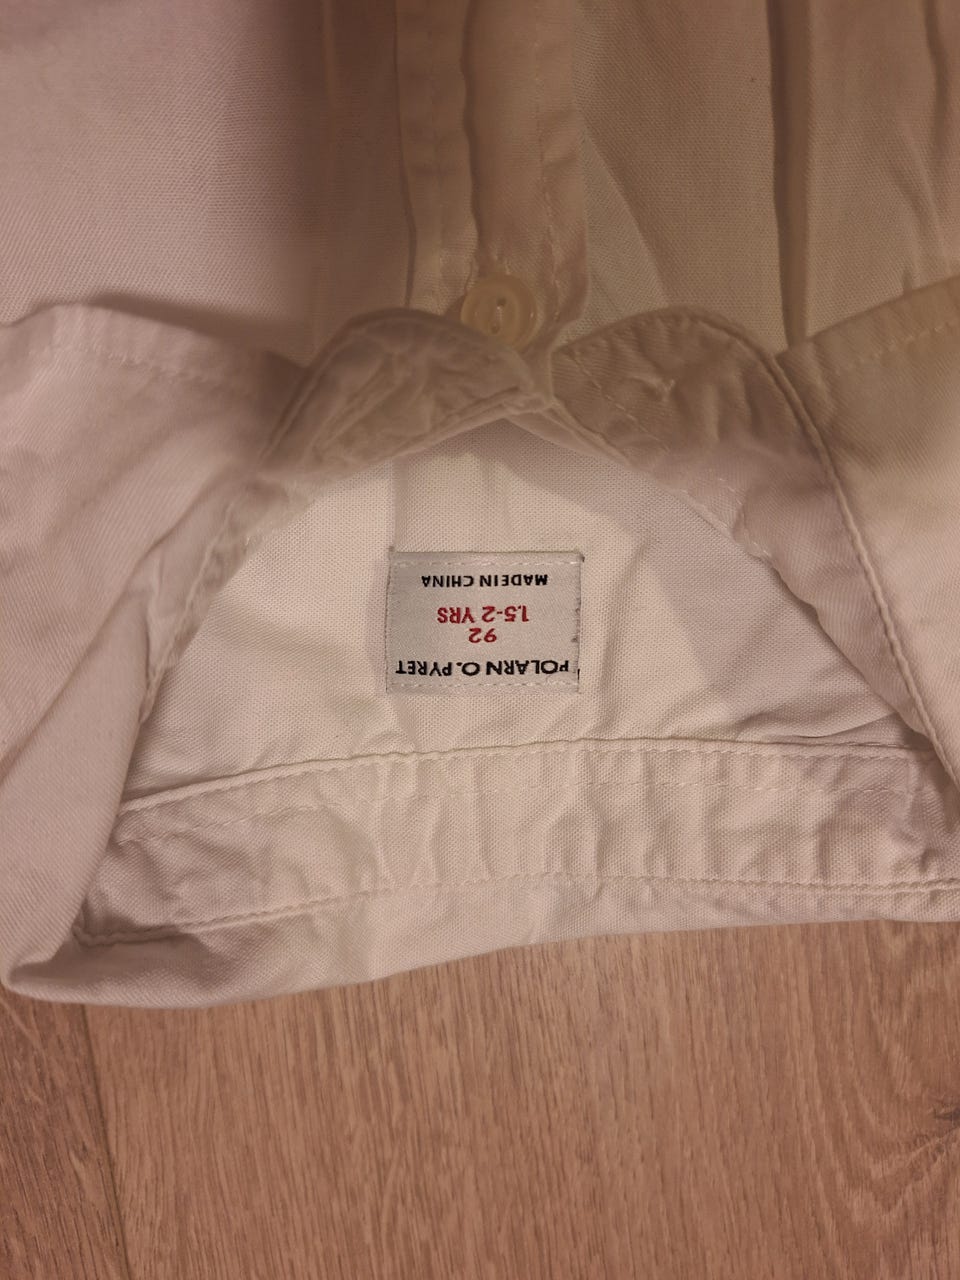 POLARN O. PYRET
92
1.5-2 YRS
MADE IN CHINA